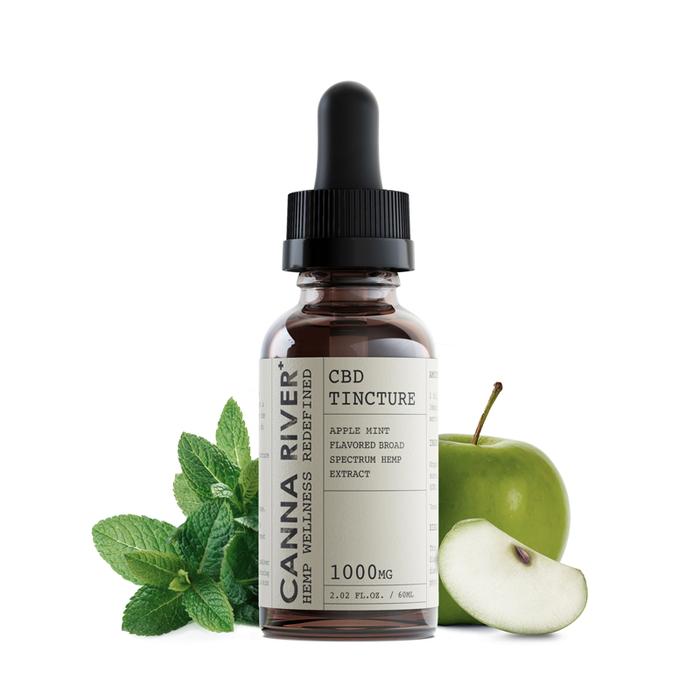 CANNA RIVER+
HEMP WELLNESS REDEFINED
CBD
TINCTURE
APPLE MINT
FLAVORED BROAD
SPECTRUM HEMP
EXTRACT
1000MG
2.02 FL.OZ. / 60ML